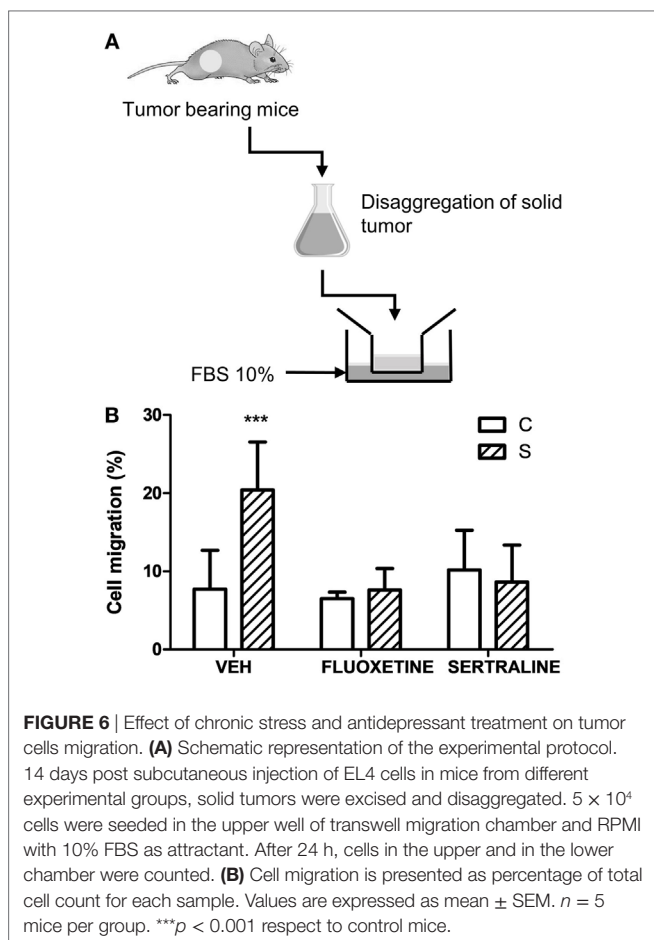 A
Tumor bearing mice
Disaggregation of solid
tumor
FBS 10%
B
Cell migration (%)
30
20
10
0
***
C
S
VEH
FLUOXETINE
SERTRALINE
FIGURE 6 | Effect of chronic stress and antidepressant treatment on tumor
cells migration. (A) Schematic representation of the experimental protocol.
14 days post subcutaneous injection of EL4 cells in mice from different
experimental groups, solid tumors were excised and disaggregated. 5 × 10⁴
cells were seeded in the upper well of transwell migration chamber and RPMI
with 10% FBS as attractant. After 24 h, cells in the upper and in the lower
chamber were counted. (B) Cell migration is presented as percentage of total
cell count for each sample. Values are expressed as mean ± SEM. n = 5
mice per group. ***p < 0.001 respect to control mice.